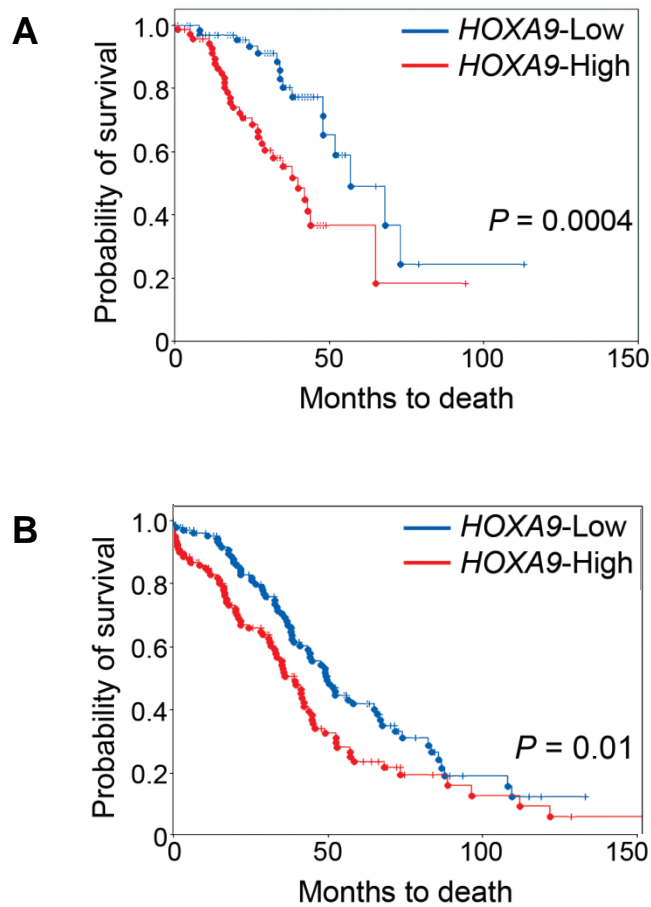 A
Probability of survival
1.0
0.8
0.6
0.4
0.2
0
HOXA9-Low
HOXA9-High
P = 0.0004
0
50
100
150
Months to death
B
Probability of survival
1.0
0.8
0.6
0.4
0.2
0
HOXA9-Low
HOXA9-High
P = 0.01
0
50
100
150
Months to death